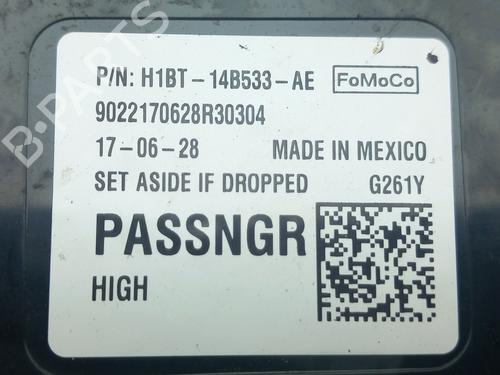 P/N: H1BT-14B533-AE FoMoCo
9022170628R30304
17-06-28 MADE IN MEXICO
SET ASIDE IF DROPPED G261Y
PASSNGR
HIGH
B-PARTS